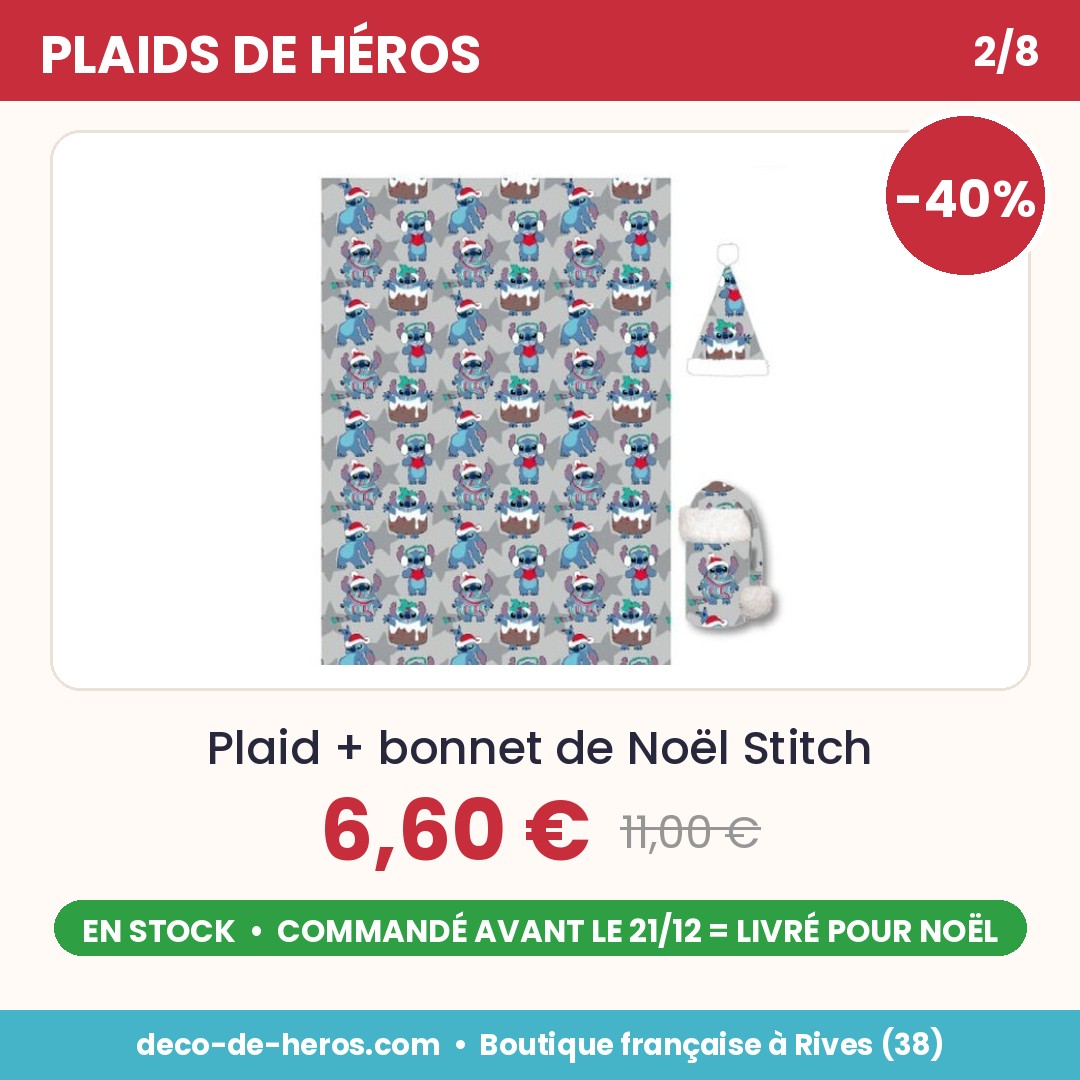 PLAIDS DE HÉROS
2/8
-40%
Plaid + bonnet de Noël Stitch
6,60 € 11,00 €
EN STOCK • COMMANDÉ AVANT LE 21/12 = LIVRÉ POUR NOËL
deco-de-heros.com • Boutique française à Rives (38)